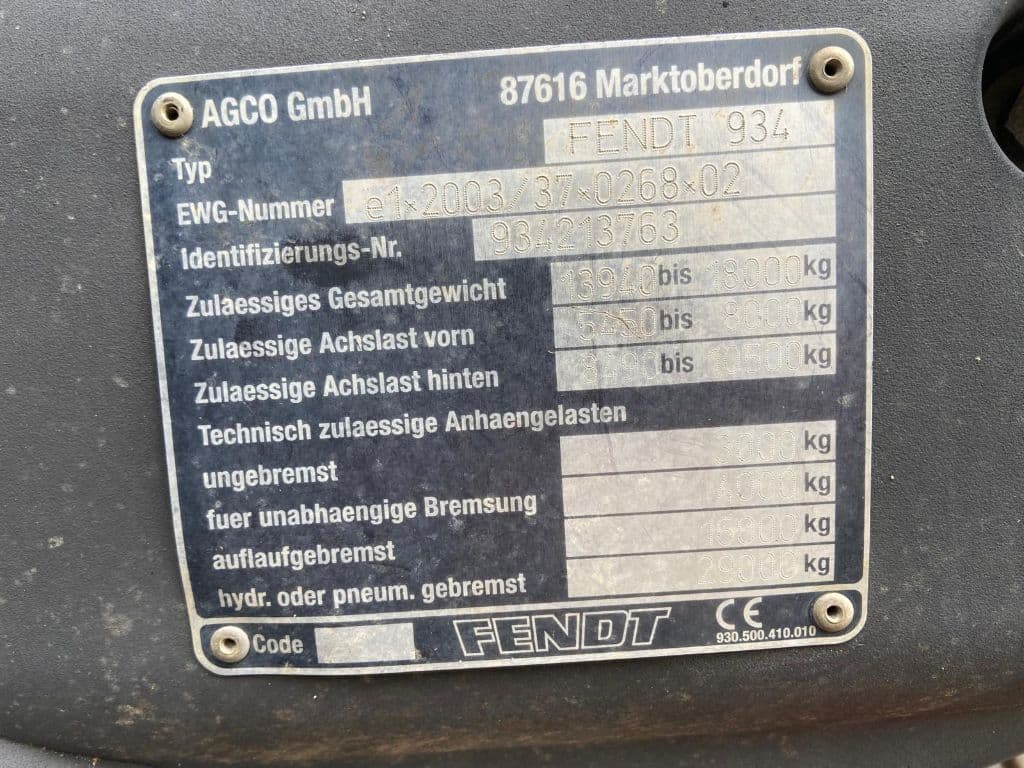 AGCO GmbH 87616 Marktoberdorf
Typ FENDT 934
EWG-Nummer e1×2003/37×0268×02
Identifizierungs-Nr. 934213763
Zulaessiges Gesamtgewicht 13940 bis 18000 kg
Zulaessige Achslast vorn 5450 bis 8000 kg
Zulaessige Achslast hinten 8490 bis 10500 kg
Technisch zulaessige Anhaengelasten
ungebremst 3000 kg
fuer unabhaengige Bremsung 4000 kg
auflaufgebremst 16000 kg
hydr. oder pneum. gebremst 29000 kg
Code FENDT CE
930.500.410.010